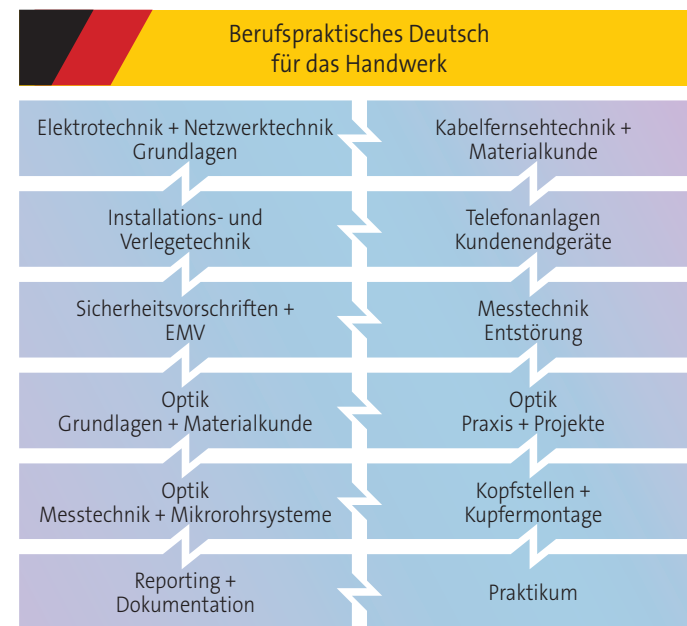 Berufspraktisches Deutsch
für das Handwerk
Elektrotechnik + Netzwerktechnik
Grundlagen
Kabelfernsehtechnik +
Materialkunde
Installations- und
Verlegetechnik
Telefonanlagen
Kundenendgeräte
Sicherheitsvorschriften +
EMV
Messtechnik
Entstörung
Optik
Grundlagen + Materialkunde
Optik
Praxis + Projekte
Optik
Messtechnik + Mikrorohrsysteme
Kopfstellen +
Kupfermontage
Reporting +
Dokumentation
Praktikum